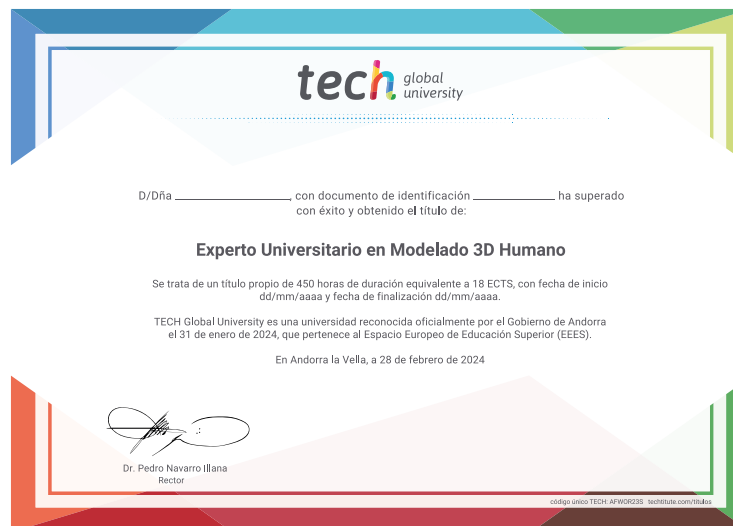 tech global university
D/Dña ______________, con documento de identificación __________ ha superado
con éxito y obtenido el título de:
Experto Universitario en Modelado 3D Humano
Se trata de un título propio de 450 horas de duración equivalente a 18 ECTS, con fecha de inicio
dd/mm/aaaa y fecha de finalización dd/mm/aaaa.
TECH Global University es una universidad reconocida oficialmente por el Gobierno de Andorra
el 31 de enero de 2024, que pertenece al Espacio Europeo de Educación Superior (EEES).
En Andorra la Vella, a 28 de febrero de 2024
Dr. Pedro Navarro Illana
Rector
código único TECH: AFWOR23S techtitute.com/titulos